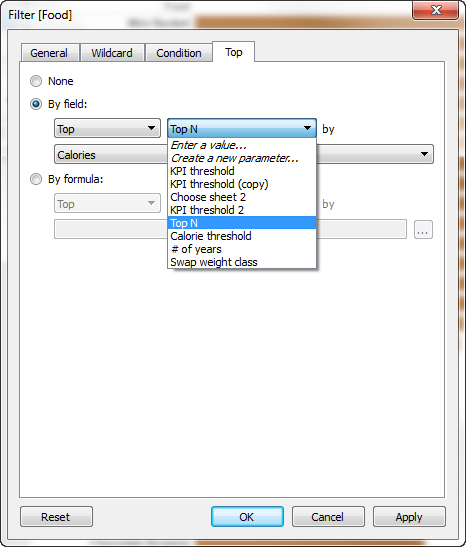 Filter [Food]
General Wildcard Condition Top
None
By field:
Top Top N by
Enter a value...
Calories
Create a new parameter...
KPI threshold
KPI threshold (copy)
Choose sheet 2
KPI threshold 2
Top N
Calorie threshold
# of years
Swap weight class
By formula:
Top by
...
Reset OK Cancel Apply